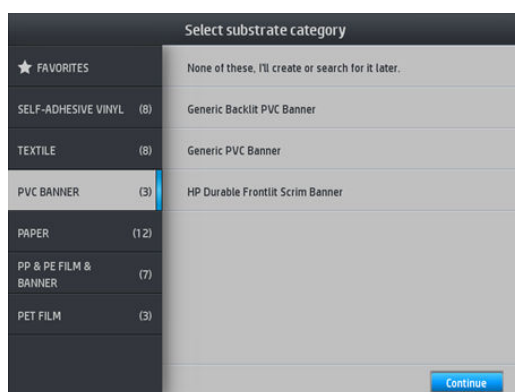 Select substrate category
FAVORITES
SELF-ADHESIVE VINYL (8)
TEXTILE (8)
PVC BANNER (3)
PAPER (12)
PP & PE FILM &
BANNER (7)
PET FILM (3)
None of these, I'll create or search for it later.
Generic Backlit PVC Banner
Generic PVC Banner
HP Durable Frontlit Scrim Banner
Continue